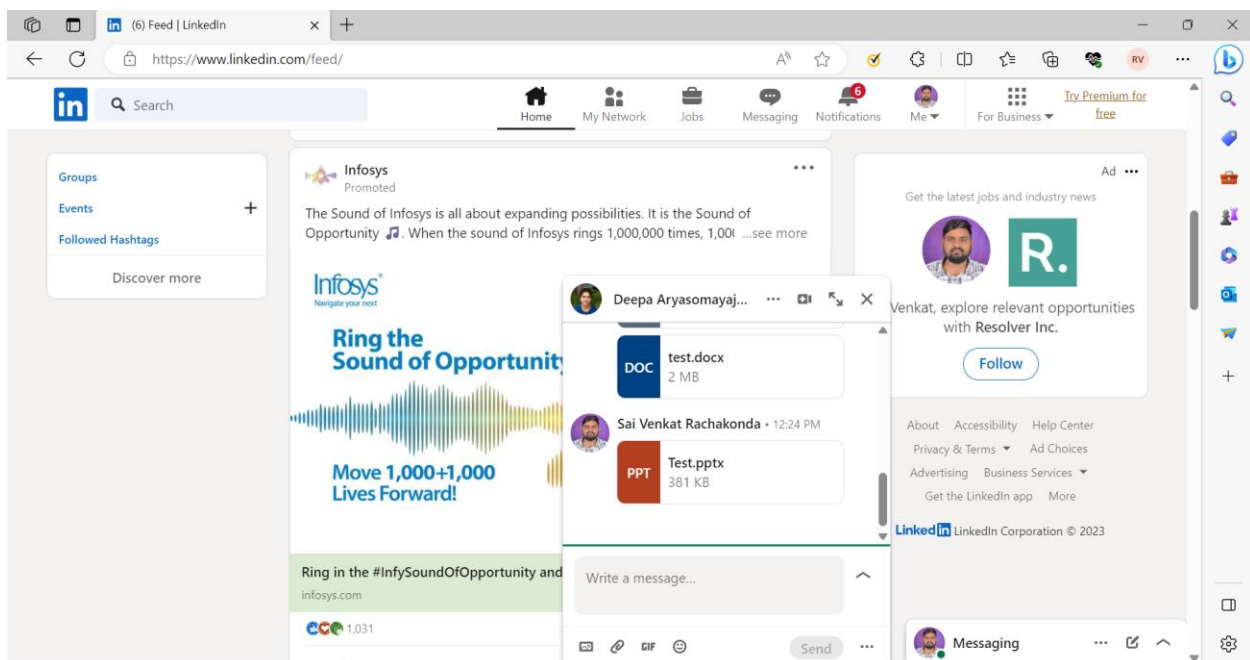 (6) Feed | LinkedIn
https://www.linkedin.com/feed/
RV
in
Search
Home
My Network
Jobs
Messaging
6
Notifications
Me
For Business
Try Premium for
free
Groups
Events
Followed Hashtags
Discover more
Infosys
Promoted
The Sound of Infosys is all about expanding possibilities. It is the Sound of
Opportunity 🎵. When the sound of Infosys rings 1,000,000 times, 1,00( ...see more
Infosys®
Navigate your next
Ring the
Sound of Opportunity
Move 1,000+1,000
Lives Forward!
Ring in the #InfySoundOfOpportunity and
infosys.com
1,031
Deepa Aryasomayaj...
DOC
test.docx
2 MB
Sai Venkat Rachakonda • 12:24 PM
PPT
Test.pptx
381 KB
Write a message...
GIF
Send
Ad
Get the latest jobs and industry news
R.
Venkat, explore relevant opportunities
with Resolver Inc.
Follow
About Accessibility Help Center
Privacy & Terms Ad Choices
Advertising Business Services
Get the LinkedIn app More
LinkedIn LinkedIn Corporation © 2023
Messaging